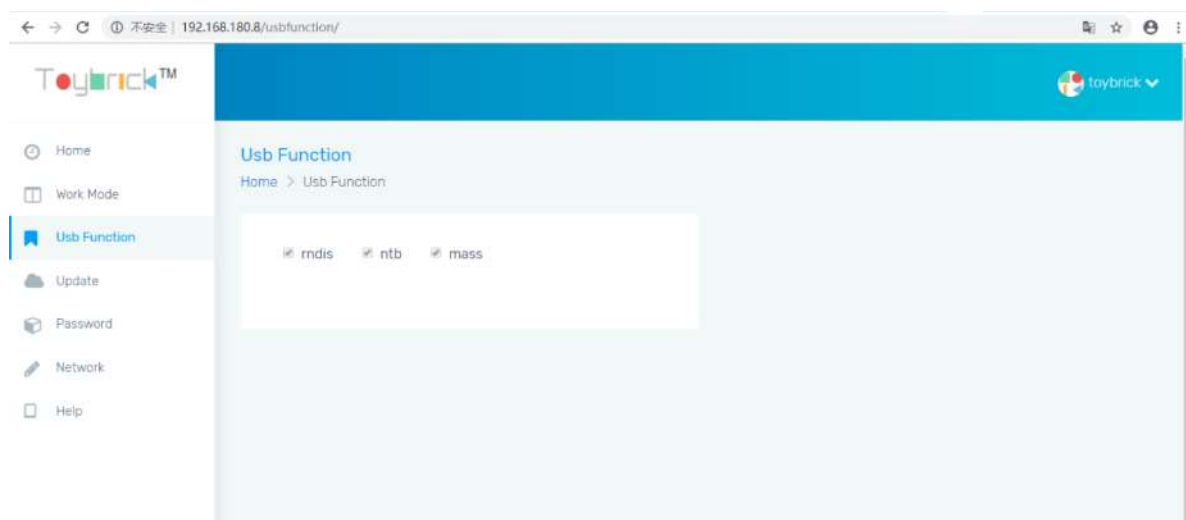 不安全 | 192.168.180.8/usbfunction/
Toybrick™
toybrick
Home
Work Mode
Usb Function
Update
Password
Network
Help
Usb Function
Home > Usb Function
rndis ntb mass